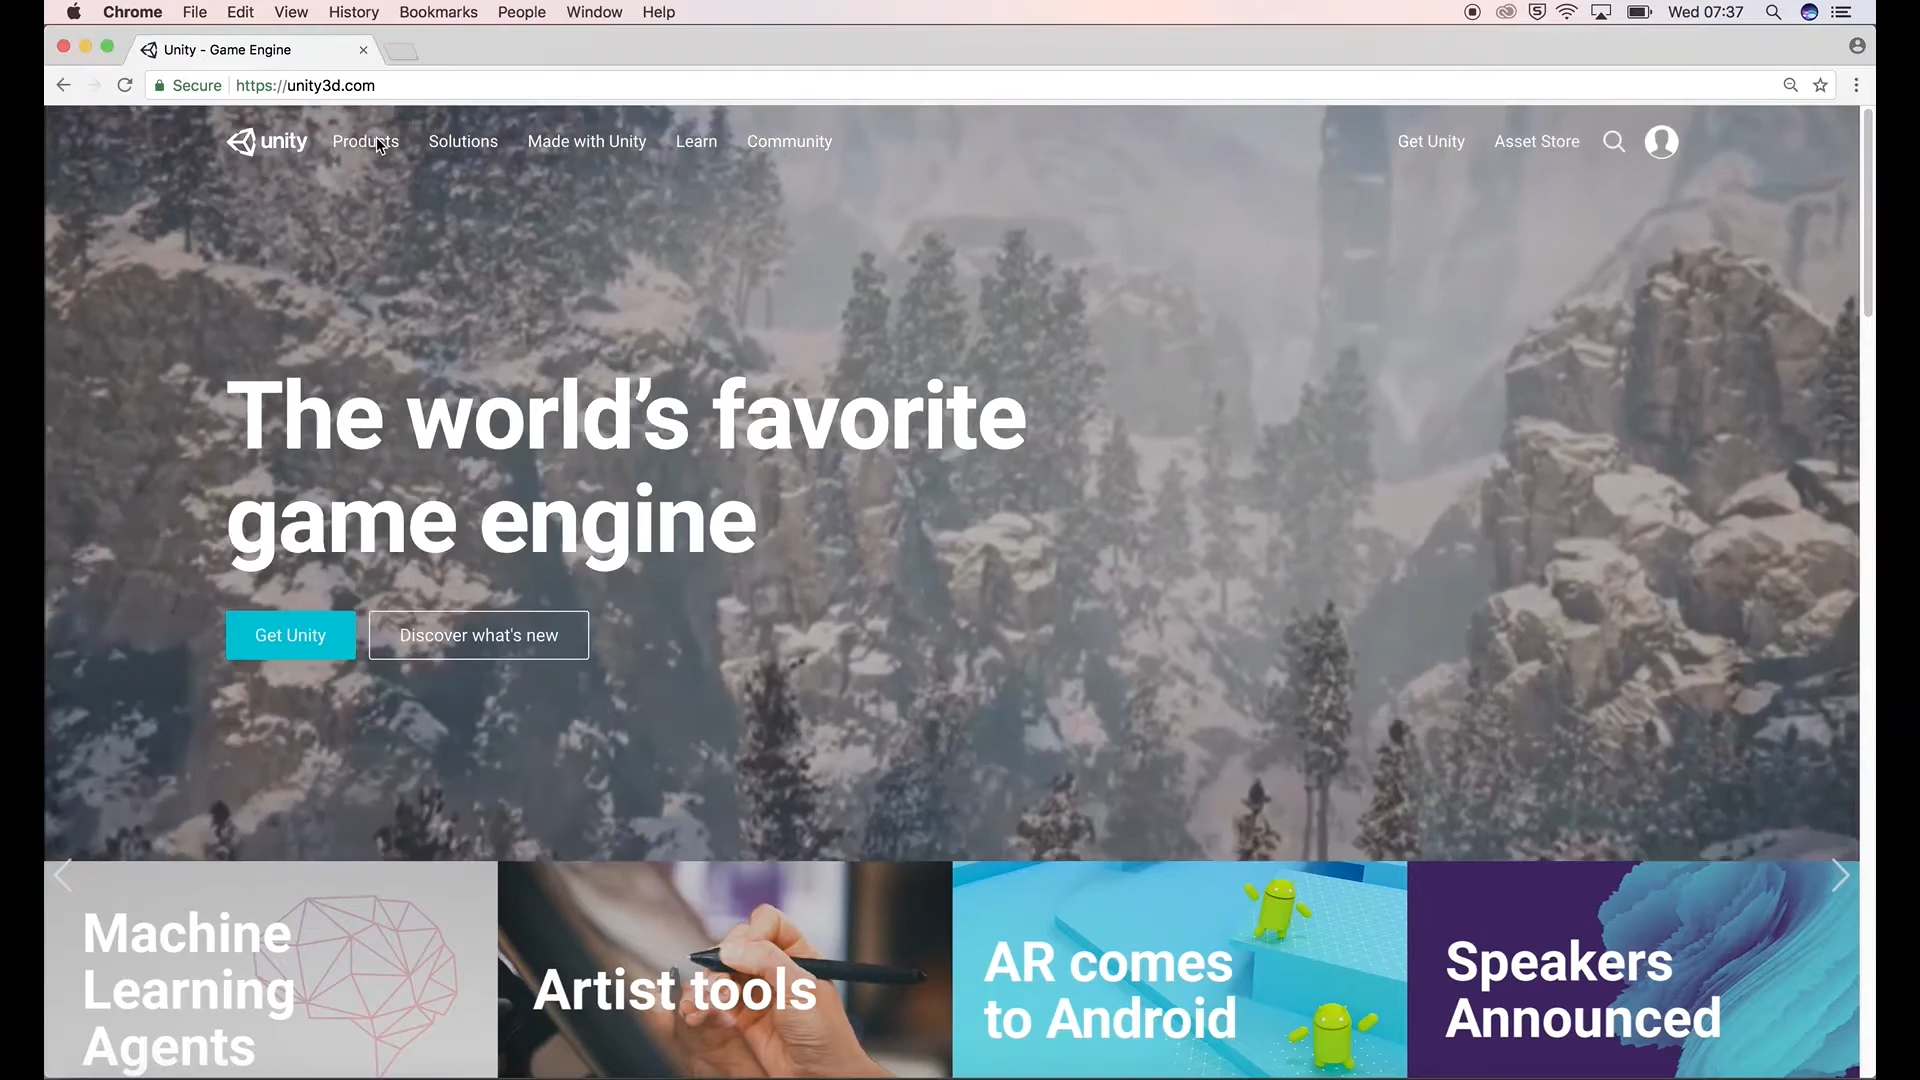 Chrome File Edit View History Bookmarks People Window Help Wed 07:37
Unity - Game Engine
Secure https://unity3d.com
unity Products Solutions Made with Unity Learn Community Get Unity Asset Store
The world’s favorite
game engine
Get Unity Discover what's new
Machine
Learning
Agents
Artist tools
AR comes
to Android
Speakers
Announced